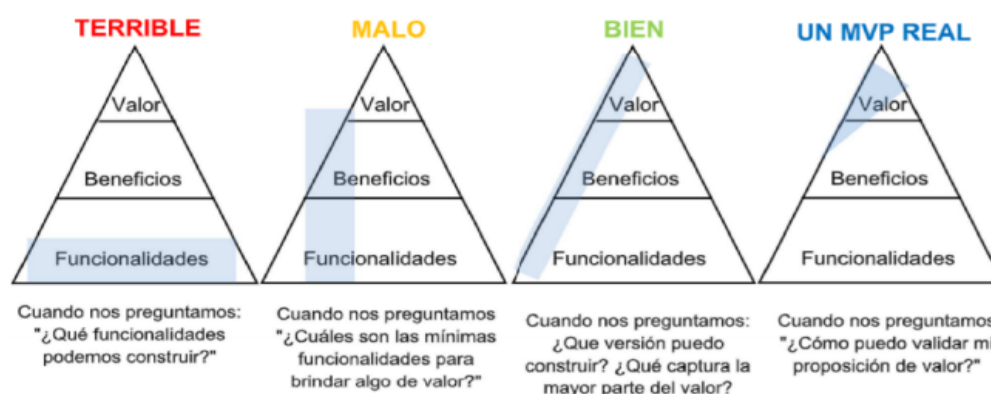 TERRIBLE
Valor
Beneficios
Funcionalidades
Cuando nos preguntamos:
"¿Qué funcionalidades
podemos construir?"
MALO
Valor
Beneficios
Funcionalidades
Cuando nos preguntamos
"¿Cuáles son las mínimas
funcionalidades para
brindar algo de valor?"
BIEN
Valor
Beneficios
Funcionalidades
Cuando nos preguntamos:
¿Que versión puedo
construir? ¿Qué captura la
mayor parte del valor?
UN MVP REAL
Valor
Beneficios
Funcionalidades
Cuando nos preguntamos
"¿Cómo puedo validar mi
proposición de valor?"